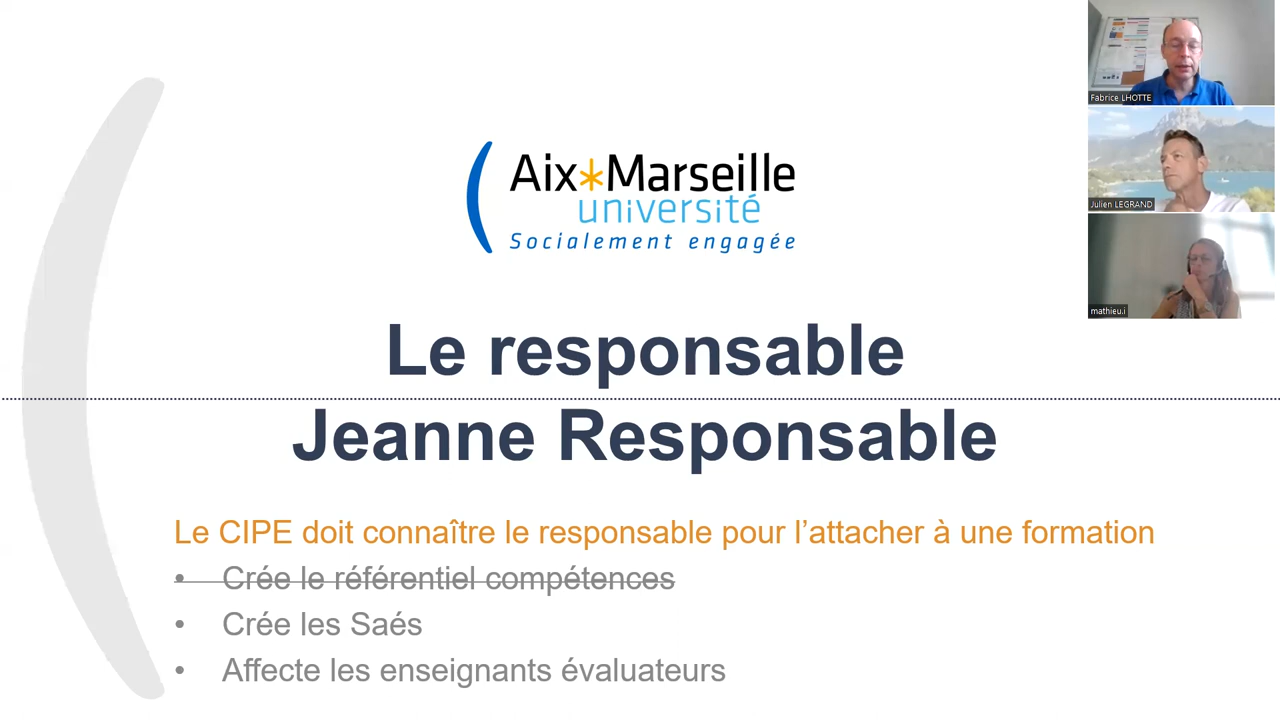 Aix*Marseille
université
Socialement engagée
Le responsable
Jeanne Responsable
Le CIPE doit connaître le responsable pour l’attacher à une formation
• Crée le référentiel compétences
• Crée les Saés
• Affecte les enseignants évaluateurs
Fabrice LHOTTE
Julien LEGRAND
mathieu.i